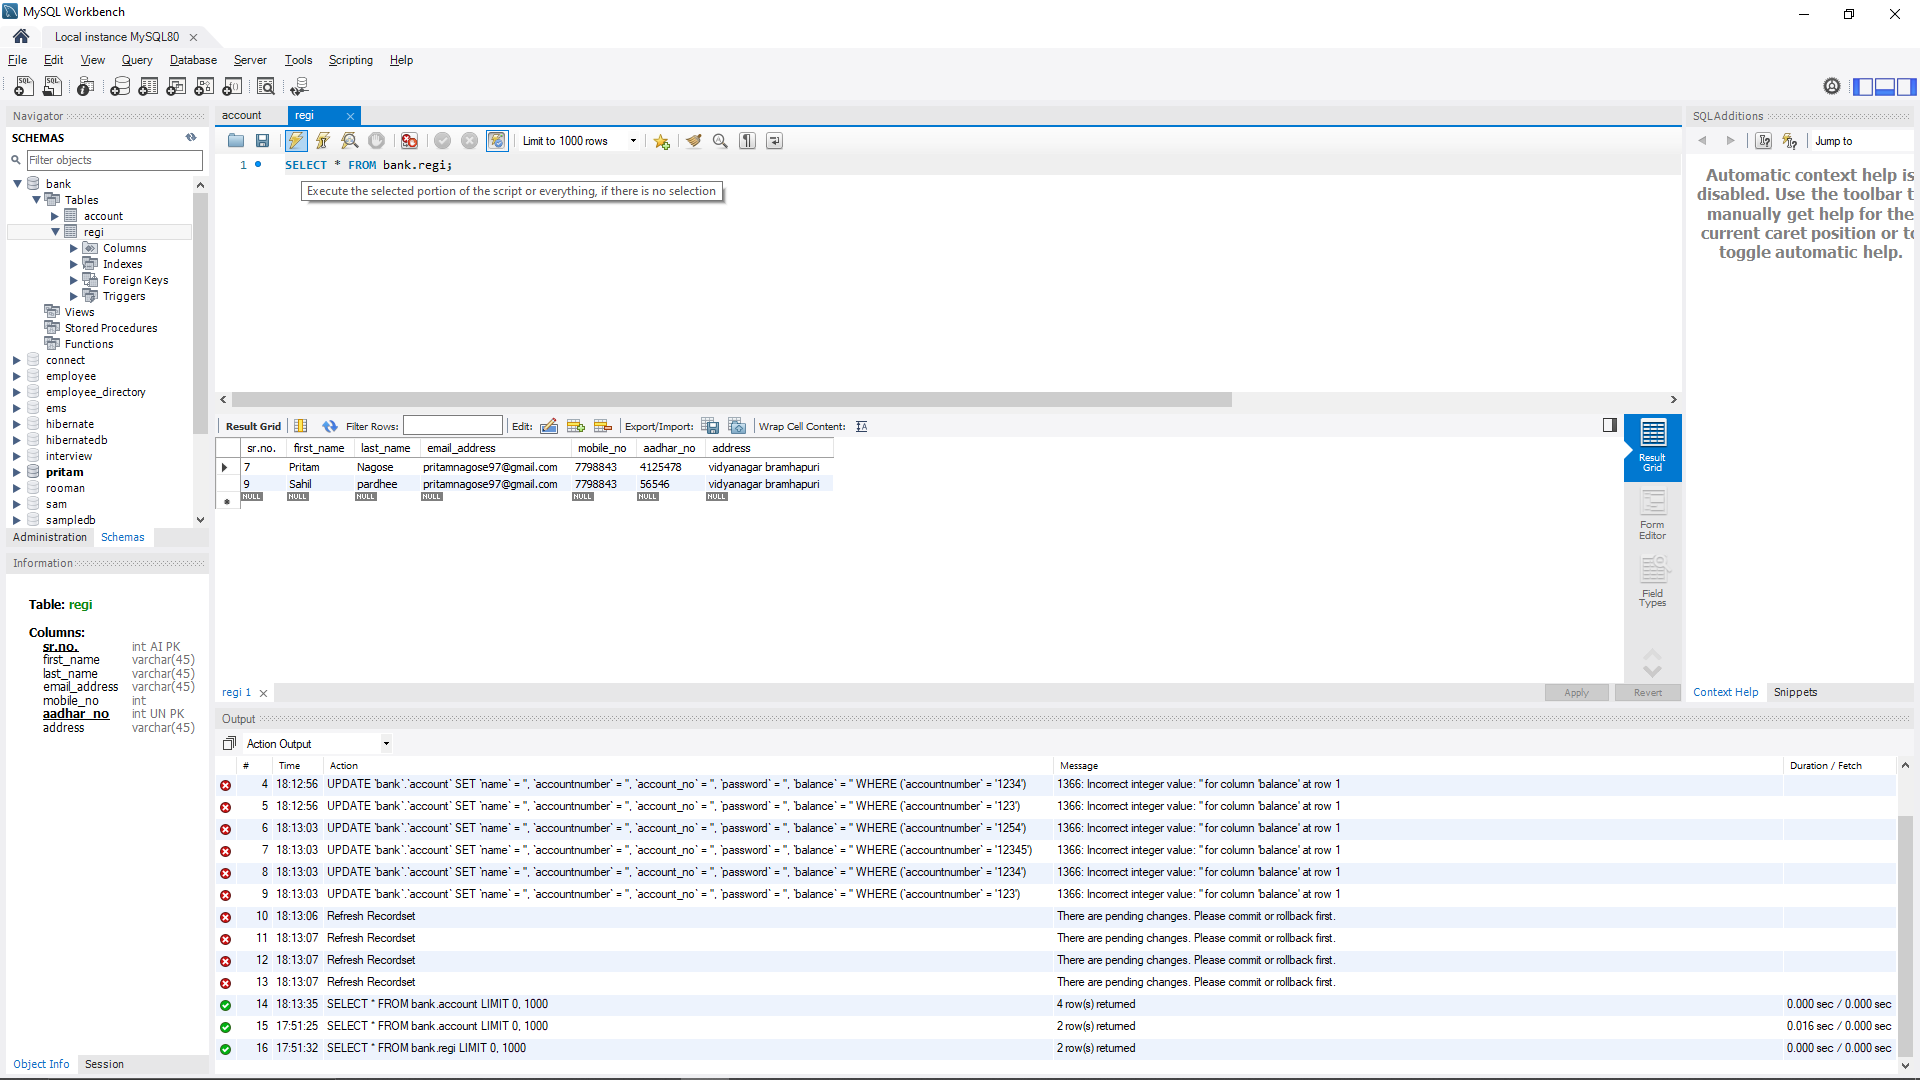 MySQL Workbench
Local instance MySQL80
File Edit View Query Database Server Tools Scripting Help
Navigator
SCHEMAS
Filter objects
bank
Tables
account
regi
Columns
Indexes
Foreign Keys
Triggers
Views
Stored Procedures
Functions
connect
employee
employee_directory
ems
hibernate
hibernatedb
interview
pritam
rooman
sam
sampledb
Administration Schemas
Information
Table: regi
Columns:
sr.no. int AI PK
first_name varchar(45)
last_name varchar(45)
email_address varchar(45)
mobile_no int
aadhar_no int UN PK
address varchar(45)
Object Info Session
account regi
Limit to 1000 rows
1 SELECT * FROM bank.regi;
Execute the selected portion of the script or everything, if there is no selection
Result Grid Filter Rows: Edit: Export/Import: Wrap Cell Content:
sr.no. first_name last_name email_address mobile_no aadhar_no address
7 Pritam Nagose pritamnagose97@gmail.com 7798843 4125478 vidyanagar bramhapuri
9 Sahil pardhee pritamnagose97@gmail.com 7798843 56546 vidyanagar bramhapuri
NULL NULL NULL NULL NULL NULL NULL
Result
Grid
Form
Editor
Field
Types
regi 1
Apply Revert
SQLAdditions
Jump to
Automatic context help is
disabled. Use the toolbar t
manually get help for the
current caret position or to
toggle automatic help.
Context Help Snippets
Output
Action Output
# Time Action Message Duration / Fetch
4 18:12:56 UPDATE `bank`.`account` SET `name` = '', `accountnumber` = '', `account_no` = '', `password` = '', `balance` = '' WHERE (`accountnumber` = '1234') 1366: Incorrect integer value: '' for column 'balance' at row 1
5 18:12:56 UPDATE `bank`.`account` SET `name` = '', `accountnumber` = '', `account_no` = '', `password` = '', `balance` = '' WHERE (`accountnumber` = '123') 1366: Incorrect integer value: '' for column 'balance' at row 1
6 18:13:03 UPDATE `bank`.`account` SET `name` = '', `accountnumber` = '', `account_no` = '', `password` = '', `balance` = '' WHERE (`accountnumber` = '1254') 1366: Incorrect integer value: '' for column 'balance' at row 1
7 18:13:03 UPDATE `bank`.`account` SET `name` = '', `accountnumber` = '', `account_no` = '', `password` = '', `balance` = '' WHERE (`accountnumber` = '12345') 1366: Incorrect integer value: '' for column 'balance' at row 1
8 18:13:03 UPDATE `bank`.`account` SET `name` = '', `accountnumber` = '', `account_no` = '', `password` = '', `balance` = '' WHERE (`accountnumber` = '1234') 1366: Incorrect integer value: '' for column 'balance' at row 1
9 18:13:03 UPDATE `bank`.`account` SET `name` = '', `accountnumber` = '', `account_no` = '', `password` = '', `balance` = '' WHERE (`accountnumber` = '123') 1366: Incorrect integer value: '' for column 'balance' at row 1
10 18:13:06 Refresh Recordset There are pending changes. Please commit or rollback first.
11 18:13:07 Refresh Recordset There are pending changes. Please commit or rollback first.
12 18:13:07 Refresh Recordset There are pending changes. Please commit or rollback first.
13 18:13:07 Refresh Recordset There are pending changes. Please commit or rollback first.
14 18:13:35 SELECT * FROM bank.account LIMIT 0, 1000 4 row(s) returned 0.000 sec / 0.000 sec
15 17:51:25 SELECT * FROM bank.account LIMIT 0, 1000 2 row(s) returned 0.016 sec / 0.000 sec
16 17:51:32 SELECT * FROM bank.regi LIMIT 0, 1000 2 row(s) returned 0.000 sec / 0.000 sec